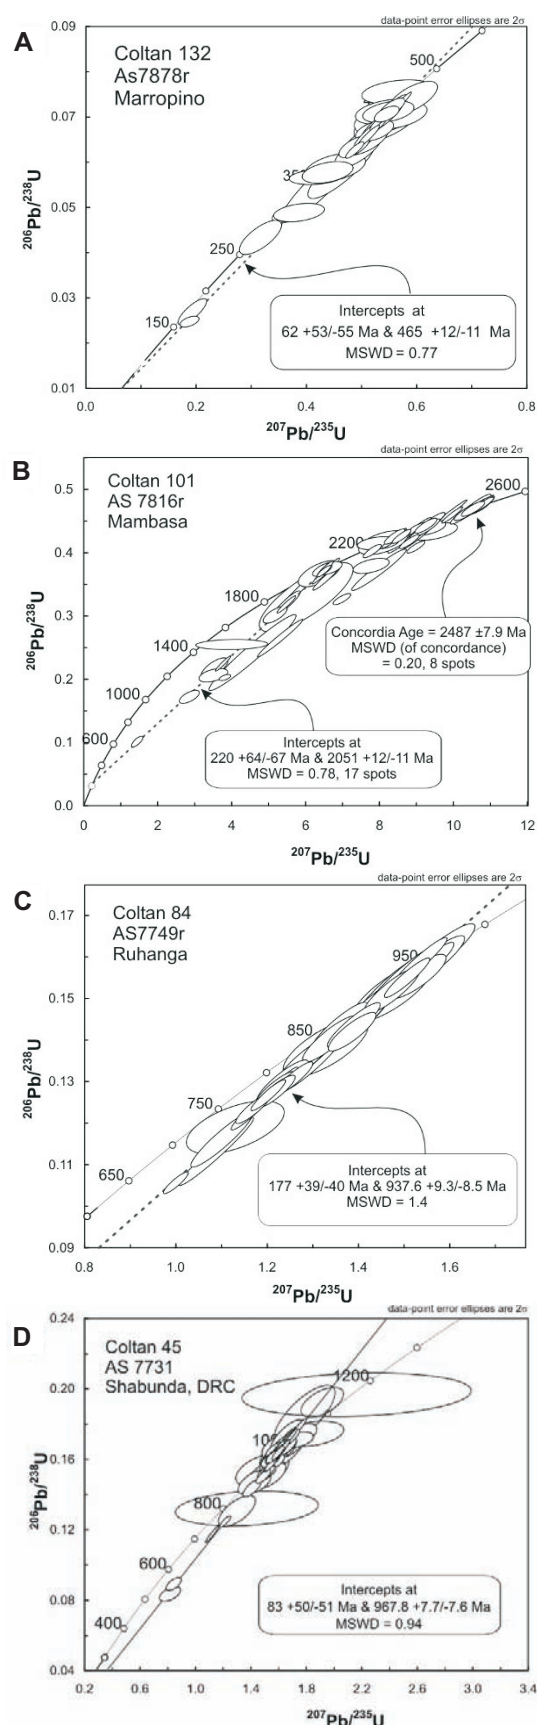 A
data-point error ellipses are 2σ
Coltan 132
As7878r
Marropino
500
250
150
0.09
0.07
0.05
0.03
0.01
0.0
0.2
0.4
0.6
0.8
206Pb/238U
207Pb/235U
Intercepts at
62 +53/-55 Ma & 465 +12/-11 Ma
MSWD = 0.77
B
data-point error ellipses are 2σ
Coltan 101
AS 7816r
Mambasa
2600
2200
1800
1400
1000
600
0.5
0.4
0.3
0.2
0.1
0.0
0
2
4
6
8
10
12
206Pb/238U
207Pb/235U
Concordia Age = 2487 ±7.9 Ma
MSWD (of concordance)
= 0.20, 8 spots
Intercepts at
220 +64/-67 Ma & 2051 +12/-11 Ma
MSWD = 0.78, 17 spots
C
data-point error ellipses are 2σ
Coltan 84
AS7749r
Ruhanga
950
850
750
650
0.17
0.15
0.13
0.11
0.09
0.8
1.0
1.2
1.4
1.6
206Pb/238U
207Pb/235U
Intercepts at
177 +39/-40 Ma & 937.6 +9.3/-8.5 Ma
MSWD = 1.4
D
data-point error ellipses are 2σ
Coltan 45
AS 7731
Shabunda, DRC
1200
800
600
400
0.24
0.20
0.16
0.12
0.08
0.04
0.2
0.6
1.0
1.4
1.8
2.2
2.6
3.0
3.4
206Pb/238U
207Pb/235U
Intercepts at
83 +50/-51 Ma & 967.8 +7.7/-7.6 Ma
MSWD = 0.94